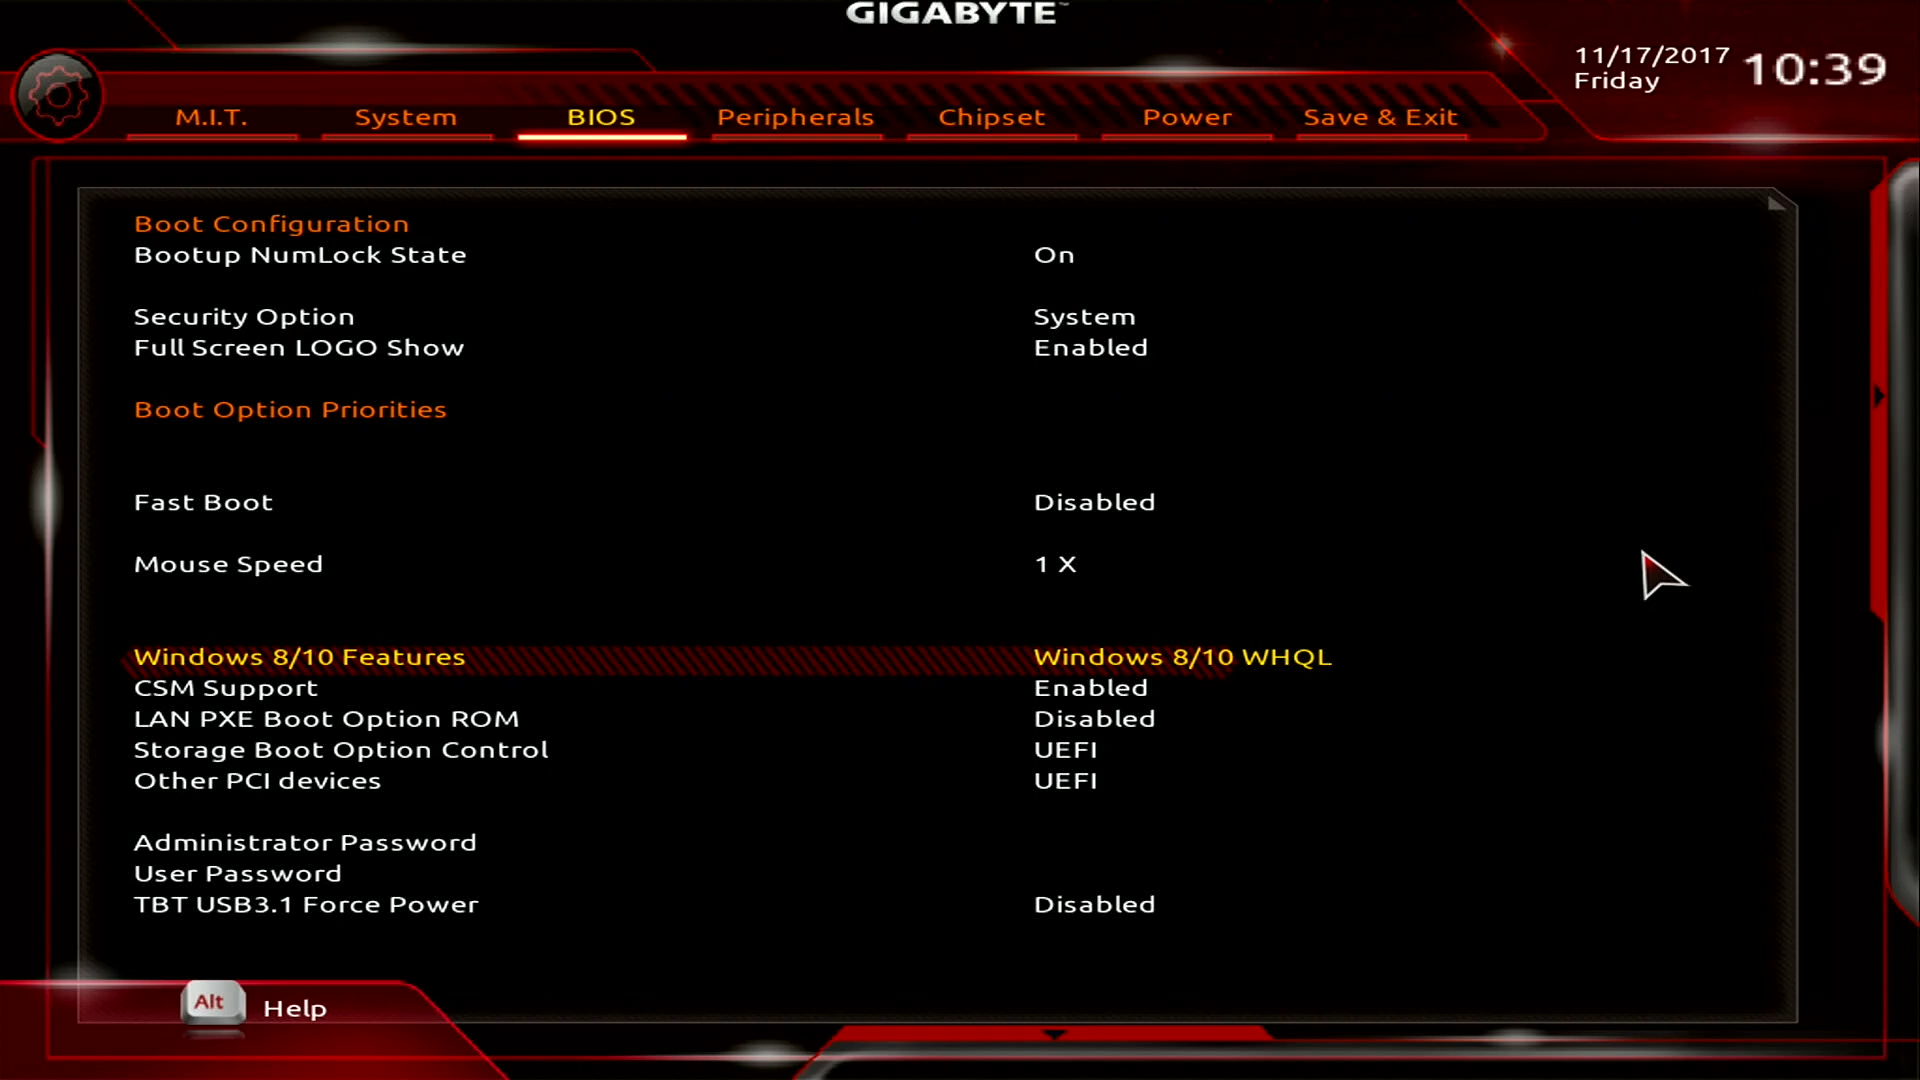 GIGABYTE™
11/17/2017 10:39
Friday
M.I.T. System BIOS Peripherals Chipset Power Save & Exit
Boot Configuration
Bootup NumLock State On
Security Option System
Full Screen LOGO Show Enabled
Boot Option Priorities
Fast Boot Disabled
Mouse Speed 1 X
Windows 8/10 Features Windows 8/10 WHQL
CSM Support Enabled
LAN PXE Boot Option ROM Disabled
Storage Boot Option Control UEFI
Other PCI devices UEFI
Administrator Password
User Password
TBT USB3.1 Force Power Disabled
Alt Help